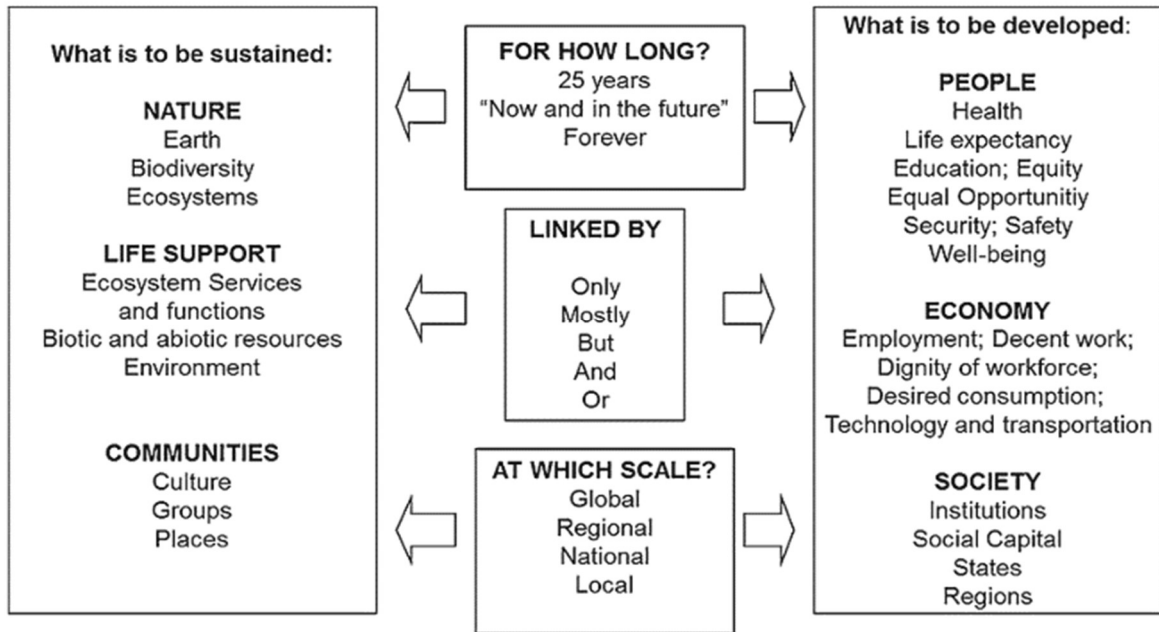 What is to be sustained:
NATURE
Earth
Biodiversity
Ecosystems
LIFE SUPPORT
Ecosystem Services
and functions
Biotic and abiotic resources
Environment
COMMUNITIES
Culture
Groups
Places
FOR HOW LONG?
25 years
“Now and in the future”
Forever
LINKED BY
Only
Mostly
But
And
Or
AT WHICH SCALE?
Global
Regional
National
Local
What is to be developed:
PEOPLE
Health
Life expectancy
Education; Equity
Equal Opportunitiy
Security; Safety
Well-being
ECONOMY
Employment; Decent work;
Dignity of workforce;
Desired consumption;
Technology and transportation
SOCIETY
Institutions
Social Capital
States
Regions